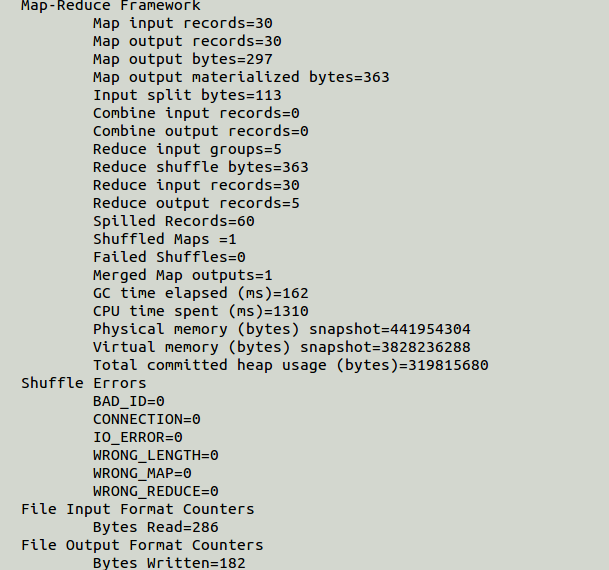 Map-Reduce Framework
Map input records=30
Map output records=30
Map output bytes=297
Map output materialized bytes=363
Input split bytes=113
Combine input records=0
Combine output records=0
Reduce input groups=5
Reduce shuffle bytes=363
Reduce input records=30
Reduce output records=5
Spilled Records=60
Shuffled Maps =1
Failed Shuffles=0
Merged Map outputs=1
GC time elapsed (ms)=162
CPU time spent (ms)=1310
Physical memory (bytes) snapshot=441954304
Virtual memory (bytes) snapshot=3828236288
Total committed heap usage (bytes)=319815680
Shuffle Errors
BAD_ID=0
CONNECTION=0
IO_ERROR=0
WRONG_LENGTH=0
WRONG_MAP=0
WRONG_REDUCE=0
File Input Format Counters
Bytes Read=286
File Output Format Counters
Bytes Written=182